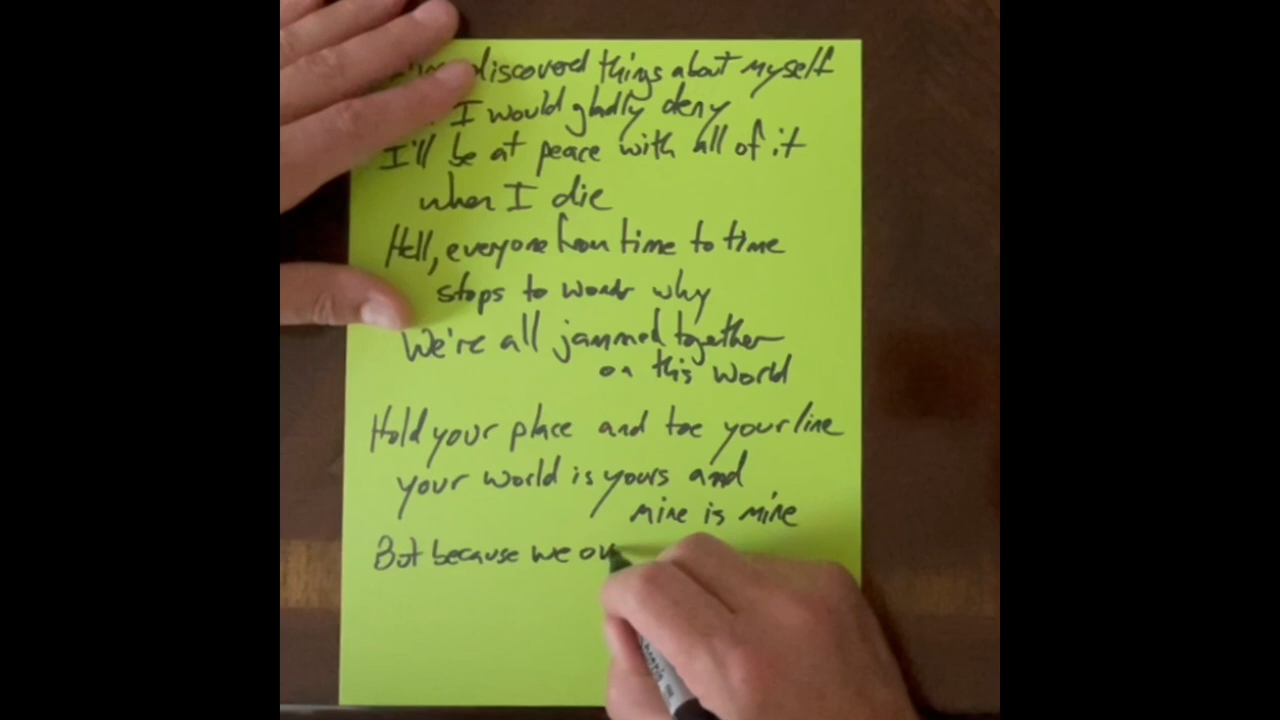 discovered things about myself
I would gladly deny
I'll be at peace with all of it
when I die
Hell, everyone from time to time
stops to wonder why
We're all jammed together
on this world
Hold your place and toe your line
your world is yours and
mine is mine
But because we